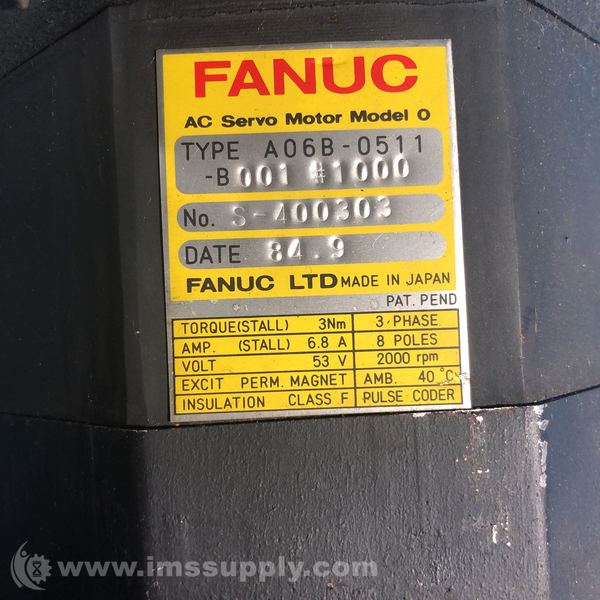 FANUC
AC Servo Motor Model 0
TYPE A06B-0511
-B001 #1000
No. S-400303
DATE 84.9
FANUC LTD MADE IN JAPAN
PAT. PEND
TORQUE(STALL) 3Nm 3-PHASE
AMP. (STALL) 6.8 A 8 POLES
VOLT 53 V 2000 rpm
EXCIT PERM. MAGNET AMB. 40°C
INSULATION CLASS F PULSE CODER
www.imssupply.com